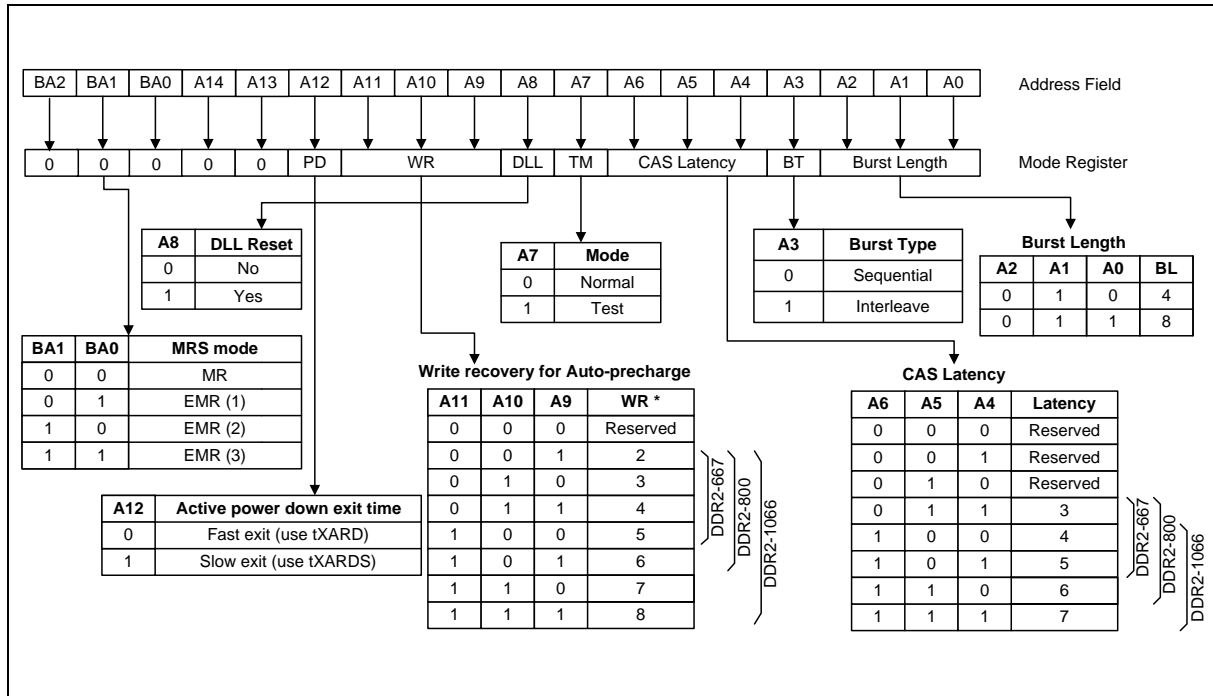 BA2 BA1 BA0 A14 A13 A12 A11 A10 A9 A8 A7 A6 A5 A4 A3 A2 A1 A0 Address Field
0 0 0 0 0 PD WR DLL TM CAS Latency BT Burst Length Mode Register
A8 DLL Reset
0 No
1 Yes
A7 Mode
0 Normal
1 Test
A3 Burst Type
0 Sequential
1 Interleave
Burst Length
A2 A1 A0 BL
0 1 0 4
0 1 1 8
BA1 BA0 MRS mode
0 0 MR
0 1 EMR (1)
1 0 EMR (2)
1 1 EMR (3)
A12 Active power down exit time
0 Fast exit (use tXARD)
1 Slow exit (use tXARDS)
Write recovery for Auto-precharge
A11 A10 A9 WR *
0 0 0 Reserved
0 0 1 2
0 1 0 3
0 1 1 4
1 0 0 5
1 0 1 6
1 1 0 7
1 1 1 8
DDR2-667
DDR2-800
DDR2-1066
CAS Latency
A6 A5 A4 Latency
0 0 0 Reserved
0 0 1 Reserved
0 1 0 Reserved
0 1 1 3
1 0 0 4
1 0 1 5
1 1 0 6
1 1 1 7
DDR2-667
DDR2-800
DDR2-1066